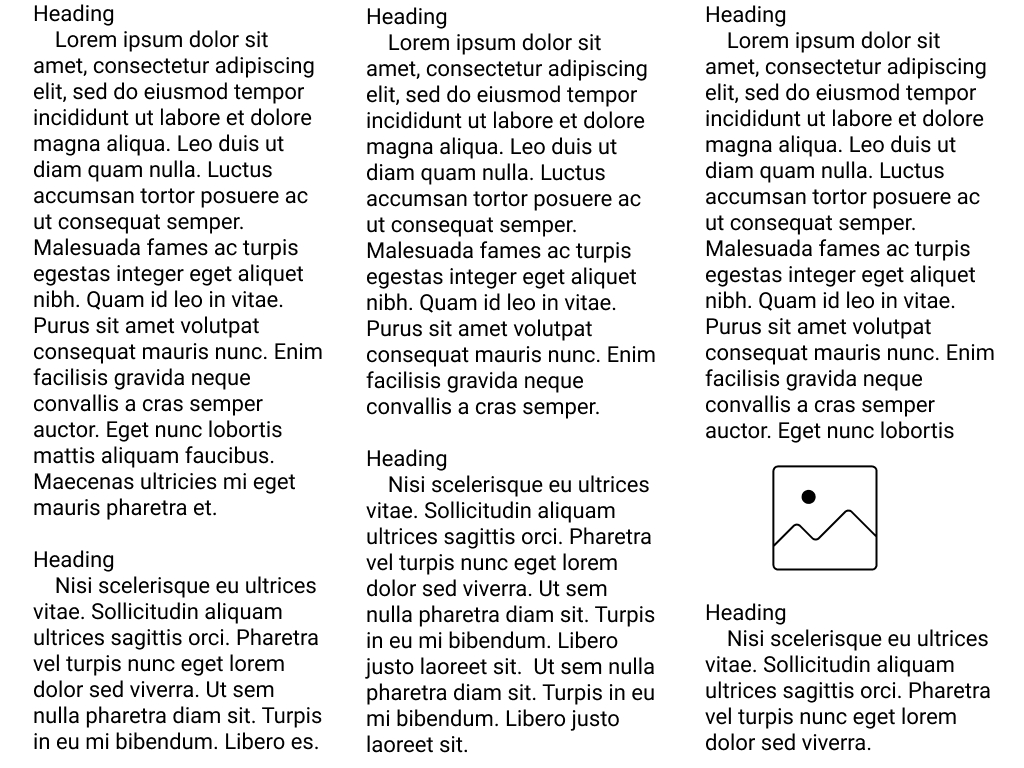 Heading
Lorem ipsum dolor sit
amet, consectetur adipiscing
elit, sed do eiusmod tempor
incididunt ut labore et dolore
magna aliqua. Leo duis ut
diam quam nulla. Luctus
accumsan tortor posuere ac
ut consequat semper.
Malesuada fames ac turpis
egestas integer eget aliquet
nibh. Quam id leo in vitae.
Purus sit amet volutpat
consequat mauris nunc. Enim
facilisis gravida neque
convallis a cras semper
auctor. Eget nunc lobortis
mattis aliquam faucibus.
Maecenas ultricies mi eget
mauris pharetra et.
Heading
Nisi scelerisque eu ultrices
vitae. Sollicitudin aliquam
ultrices sagittis orci. Pharetra
vel turpis nunc eget lorem
dolor sed viverra. Ut sem
nulla pharetra diam sit. Turpis
in eu mi bibendum. Libero es.
Heading
Lorem ipsum dolor sit
amet, consectetur adipiscing
elit, sed do eiusmod tempor
incididunt ut labore et dolore
magna aliqua. Leo duis ut
diam quam nulla. Luctus
accumsan tortor posuere ac
ut consequat semper.
Malesuada fames ac turpis
egestas integer eget aliquet
nibh. Quam id leo in vitae.
Purus sit amet volutpat
consequat mauris nunc. Enim
facilisis gravida neque
convallis a cras semper.
Heading
Nisi scelerisque eu ultrices
vitae. Sollicitudin aliquam
ultrices sagittis orci. Pharetra
vel turpis nunc eget lorem
dolor sed viverra. Ut sem
nulla pharetra diam sit. Turpis
in eu mi bibendum. Libero
justo laoreet sit.  Ut sem nulla
pharetra diam sit. Turpis in eu
mi bibendum. Libero justo
laoreet sit.
Heading
Lorem ipsum dolor sit
amet, consectetur adipiscing
elit, sed do eiusmod tempor
incididunt ut labore et dolore
magna aliqua. Leo duis ut
diam quam nulla. Luctus
accumsan tortor posuere ac
ut consequat semper.
Malesuada fames ac turpis
egestas integer eget aliquet
nibh. Quam id leo in vitae.
Purus sit amet volutpat
consequat mauris nunc. Enim
facilisis gravida neque
convallis a cras semper
auctor. Eget nunc lobortis
Heading
Nisi scelerisque eu ultrices
vitae. Sollicitudin aliquam
ultrices sagittis orci. Pharetra
vel turpis nunc eget lorem
dolor sed viverra.